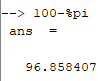 --> 100-%pi
ans  =
96.858407